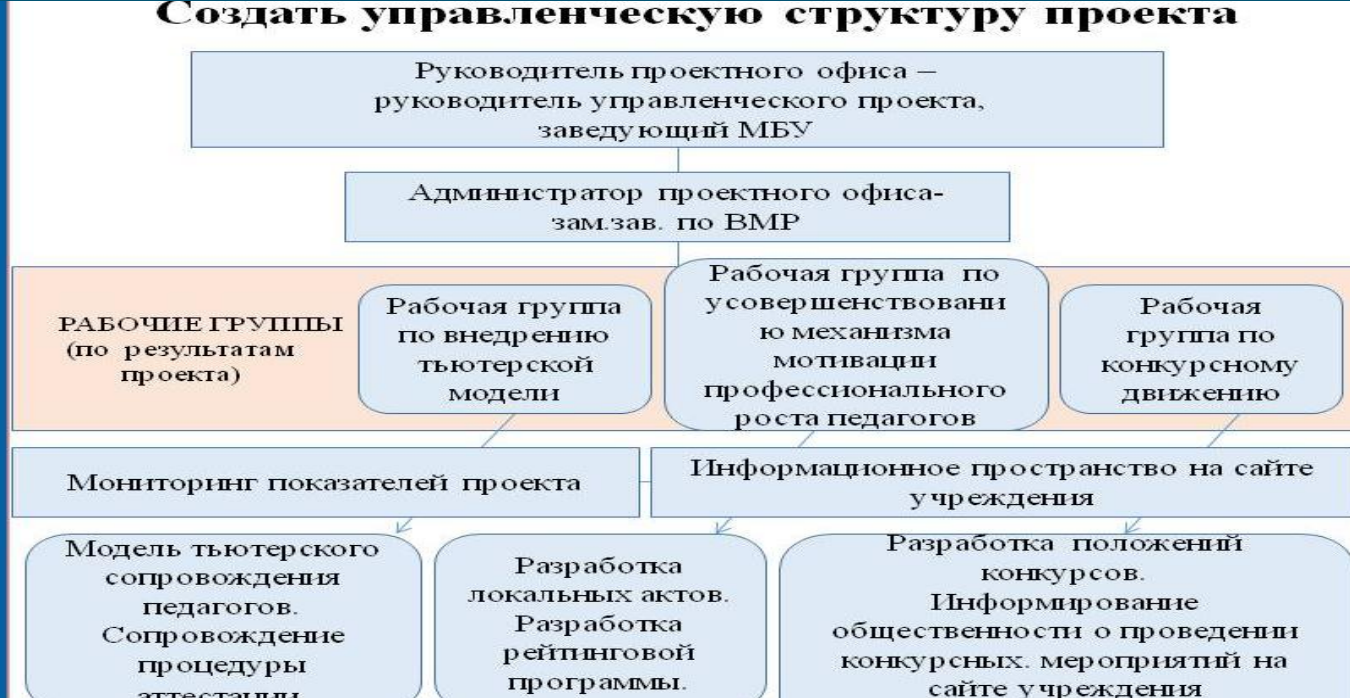 Создать управленческую структуру проекта
Руководитель проектного офиса –
руководитель управленческого проекта,
заведующий МБУ
Администратор проектного офиса-
зам.зав. по ВМР
РАБОЧИЕ ГРУППЫ
(по результатам
проекта)
Рабочая группа
по внедрению
тьютерской
модели
Рабочая группа по
усовершенствовани
ю механизма
мотивации
профессионального
роста педагогов
Рабочая
группа по
конкурсному
движению
Мониторинг показателей проекта
Информационное пространство на сайте
учреждения
Модель тьютерского
сопровождения
педагогов.
Сопровождение
процедуры
аттестации
Разработка
локальных актов.
Разработка
рейтинговой
программы.
Разработка положений
конкурсов.
Информирование
общественности о проведении
конкурсных. мероприятий на
сайте учреждения